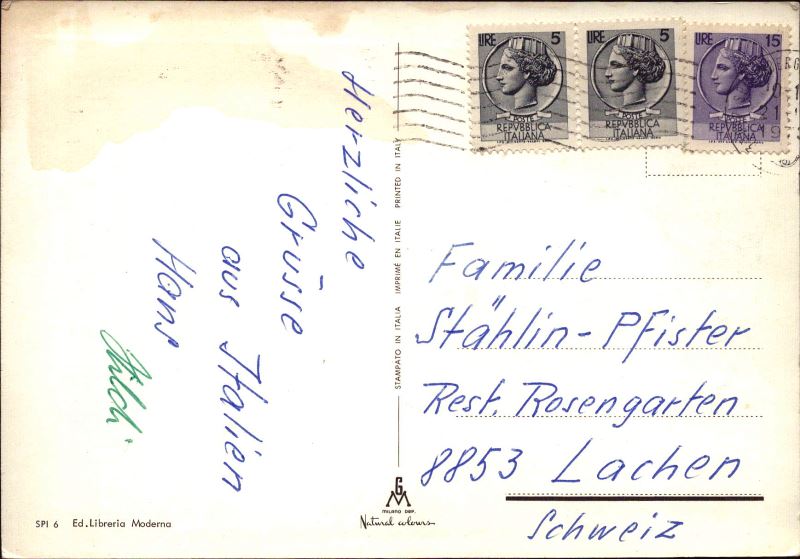 Herzliche
Grüsse
aus Italien
Hans
LIRE 5
POSTE
REPVBBLICA
ITALIANA
LIRE 5
POSTE
REPVBBLICA
ITALIANA
LIRE 15
POSTE
REPVBBLICA
ITALIANA
STAMPATO IN ITALIA IMPRIMÉ EN ITALIE PRINTED IN ITALY
Familie
Stählin-Pfister
Rest. Rosengarten
8853 Lachen
Schweiz
SPI 6 Ed. Libreria Moderna
GM
MILANO DEP.
Natural colours